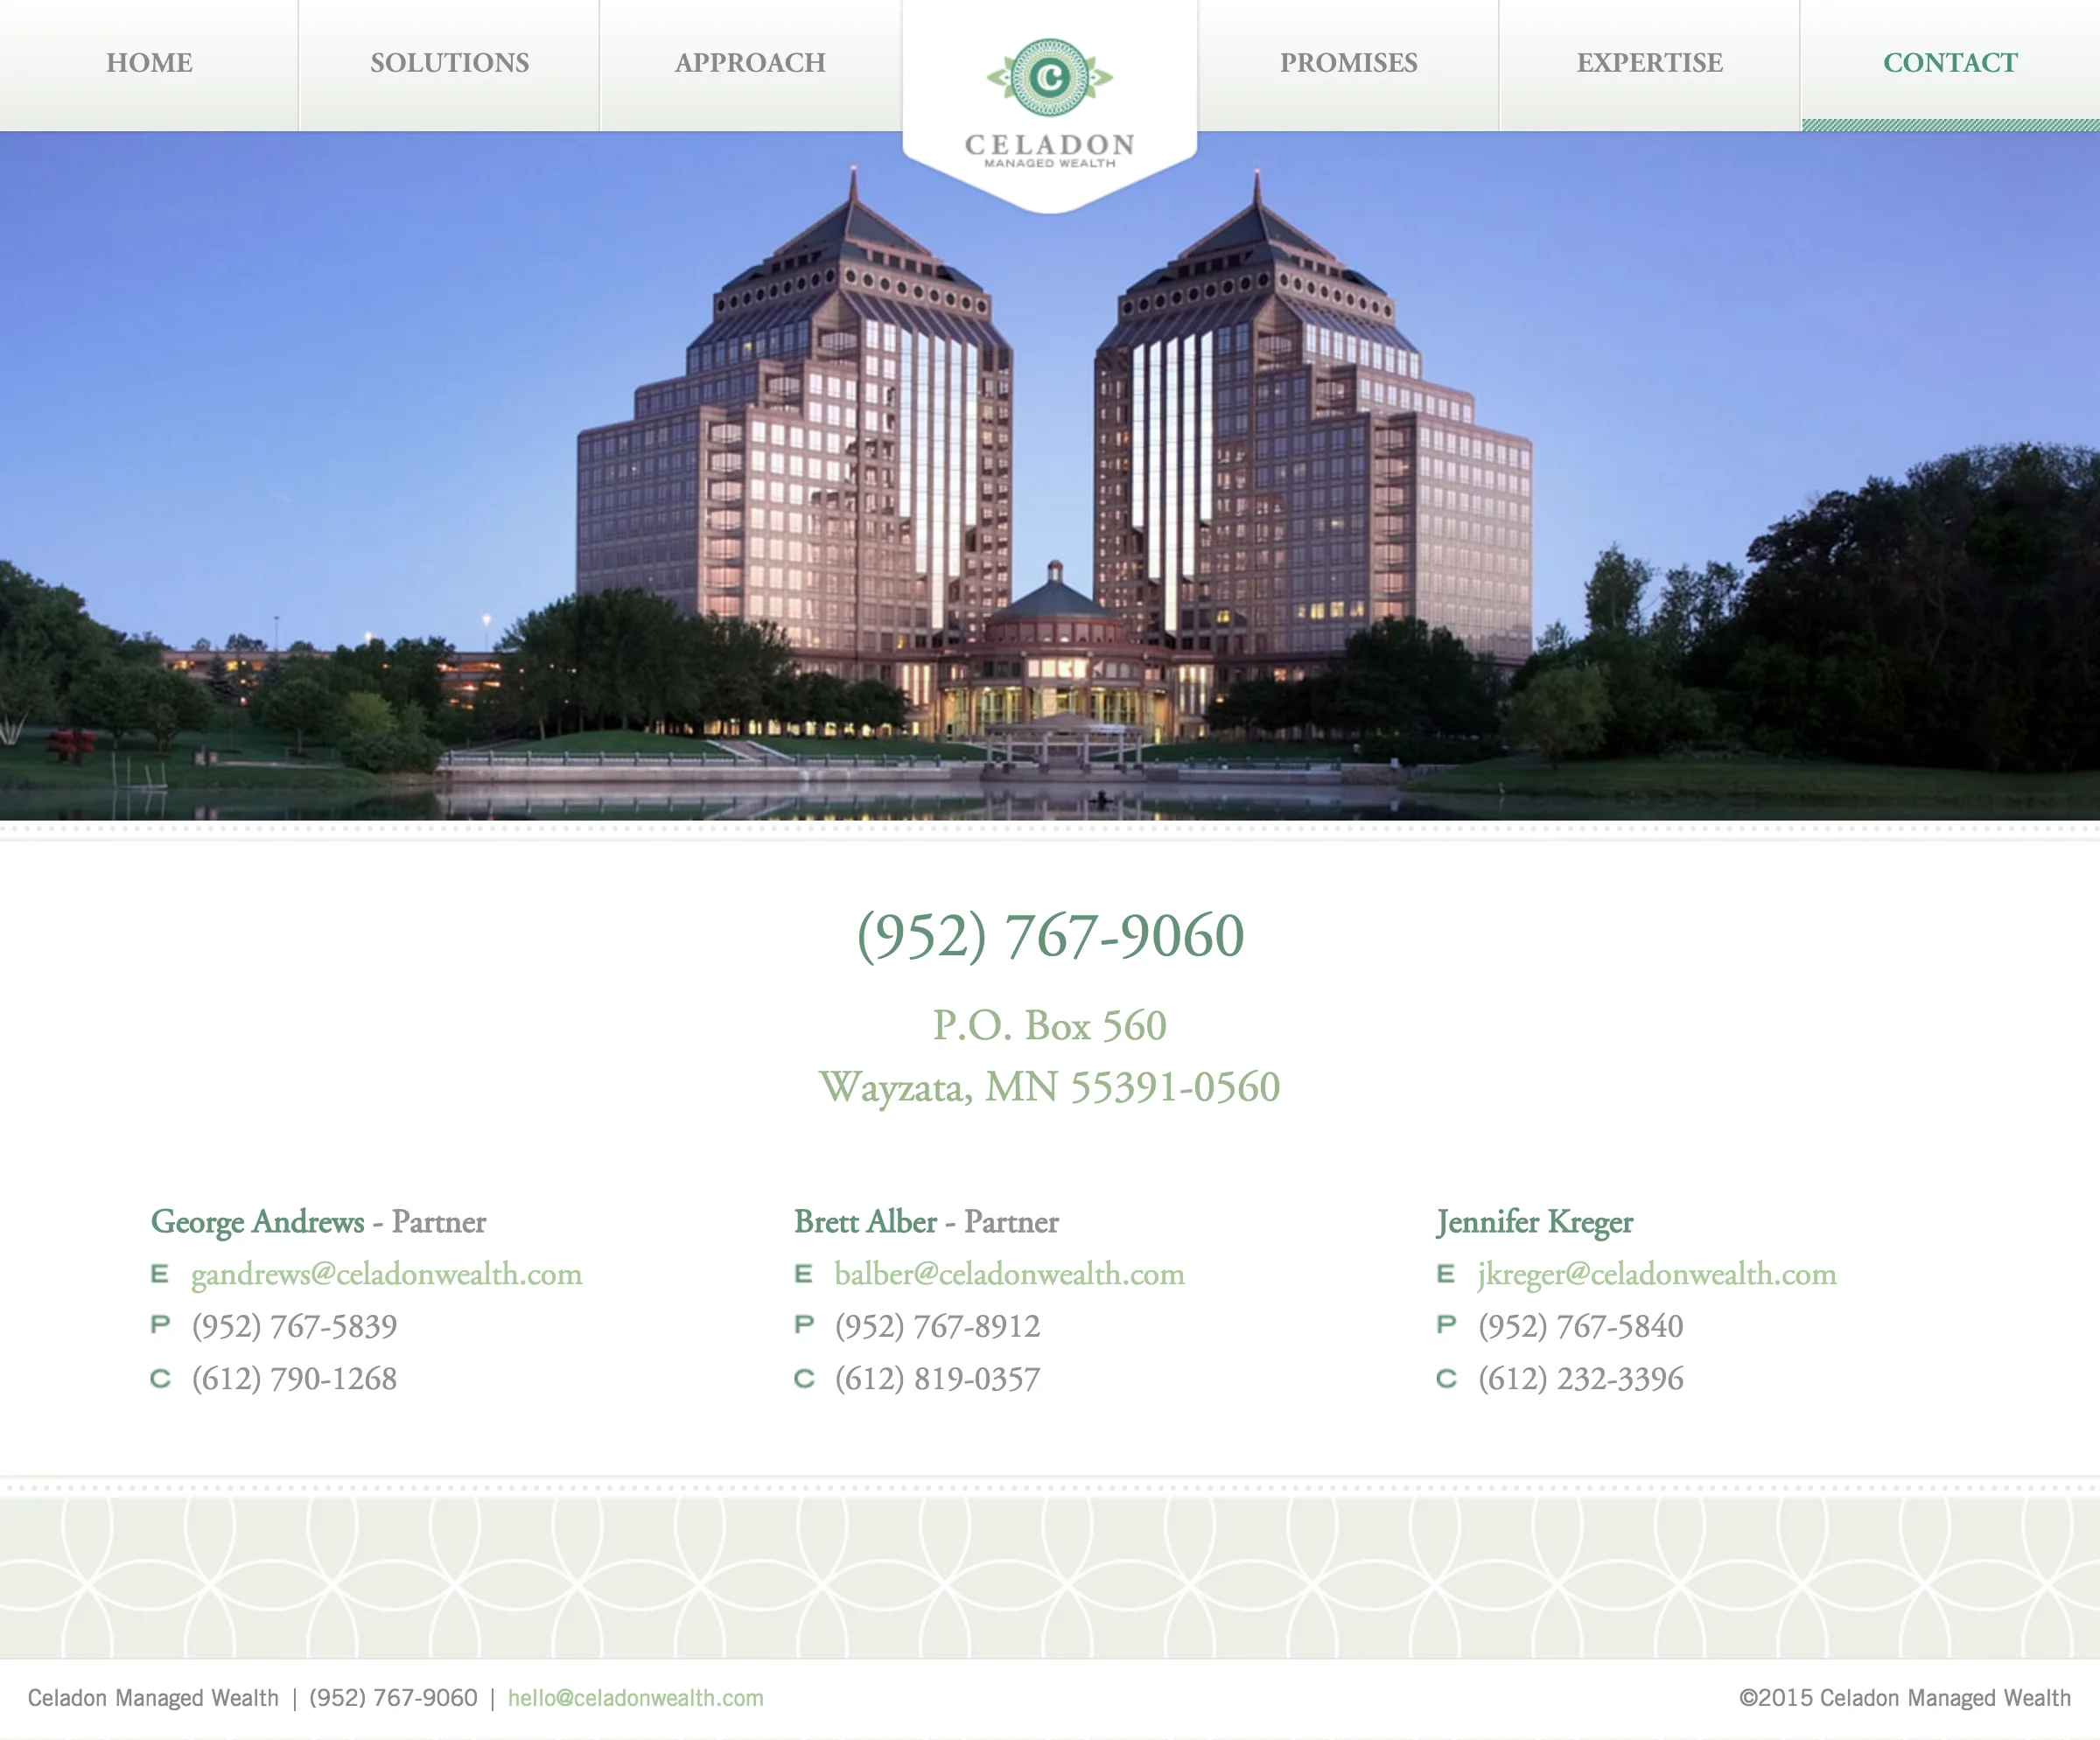 HOME
SOLUTIONS
APPROACH
C
CELADON
MANAGED WEALTH
PROMISES
EXPERTISE
CONTACT
(952) 767-9060
P.O. Box 560
Wayzata, MN 55391-0560
George Andrews - Partner
E gandrews@celadonwealth.com
P (952) 767-5839
C (612) 790-1268
Brett Alber - Partner
E balber@celadonwealth.com
P (952) 767-8912
C (612) 819-0357
Jennifer Kreger
E jkreger@celadonwealth.com
P (952) 767-5840
C (612) 232-3396
Celadon Managed Wealth | (952) 767-9060 | hello@celadonwealth.com
©2015 Celadon Managed Wealth